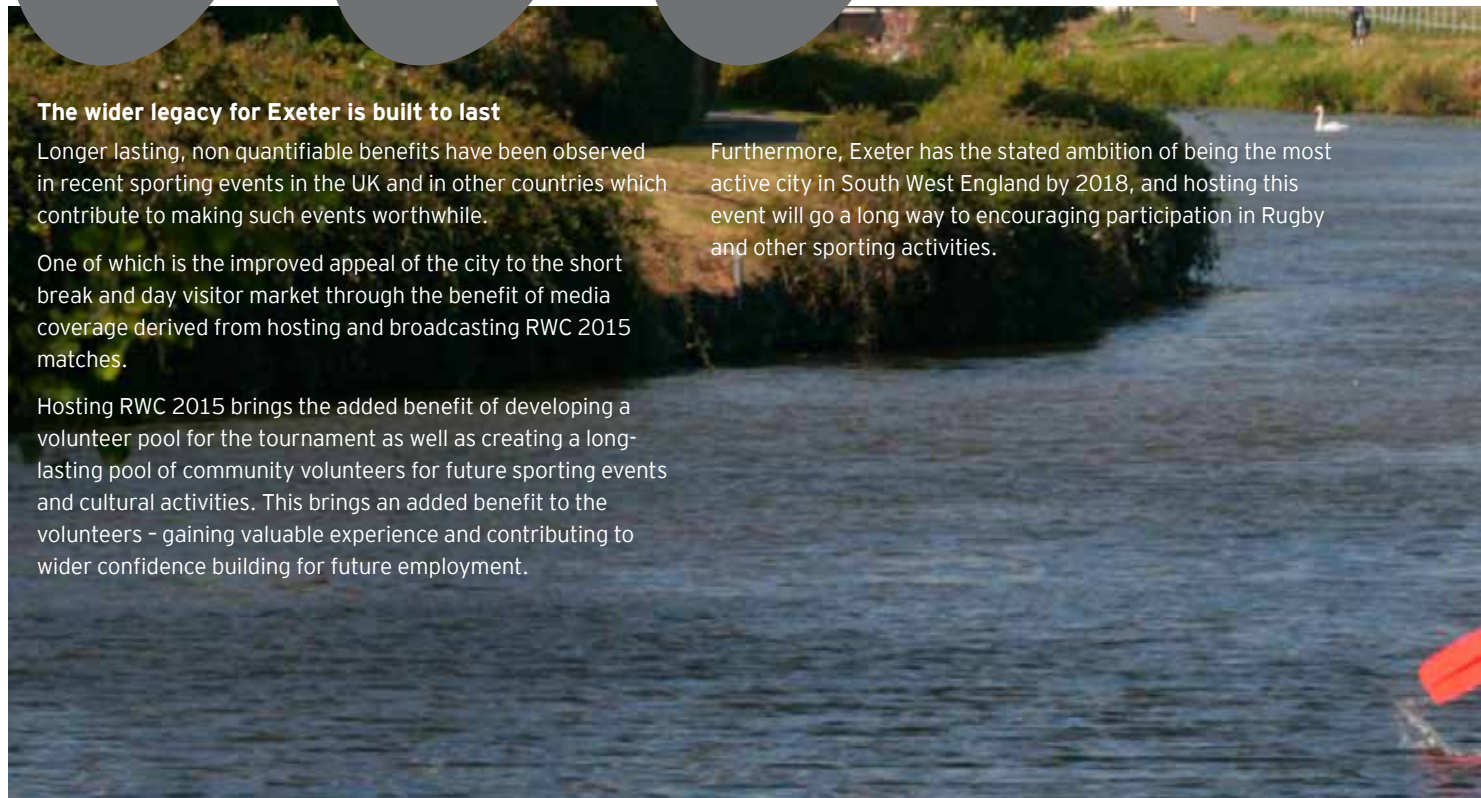 The wider legacy for Exeter is built to last
Longer lasting, non quantifiable benefits have been observed
in recent sporting events in the UK and in other countries which
contribute to making such events worthwhile.
One of which is the improved appeal of the city to the short
break and day visitor market through the benefit of media
coverage derived from hosting and broadcasting RWC 2015
matches.
Hosting RWC 2015 brings the added benefit of developing a
volunteer pool for the tournament as well as creating a long-
lasting pool of community volunteers for future sporting events
and cultural activities. This brings an added benefit to the
volunteers – gaining valuable experience and contributing to
wider confidence building for future employment.
Furthermore, Exeter has the stated ambition of being the most
active city in South West England by 2018, and hosting this
event will go a long way to encouraging participation in Rugby
and other sporting activities.